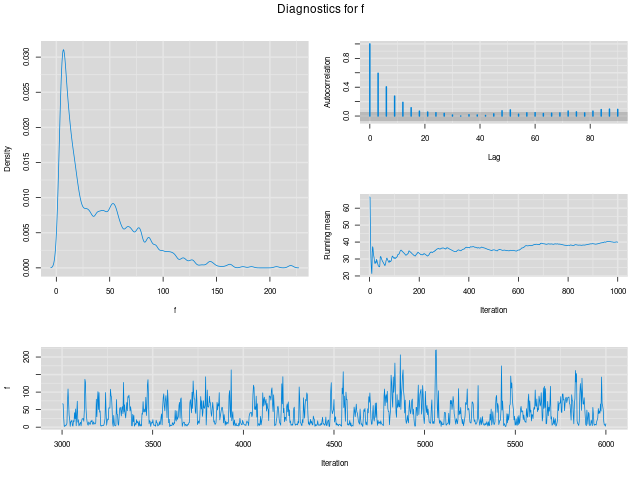 Diagnostics for f
Density
0.000 0.005 0.010 0.015 0.020 0.025 0.030
0 50 100 150 200
f
Autocorrelation
0.0 0.4 0.8
0 20 40 60 80
Lag
Running mean
20 30 40 50 60
0 200 400 600 800 1000
Iteration
f
0 50 100 200
3000 3500 4000 4500 5000 5500 6000
Iteration